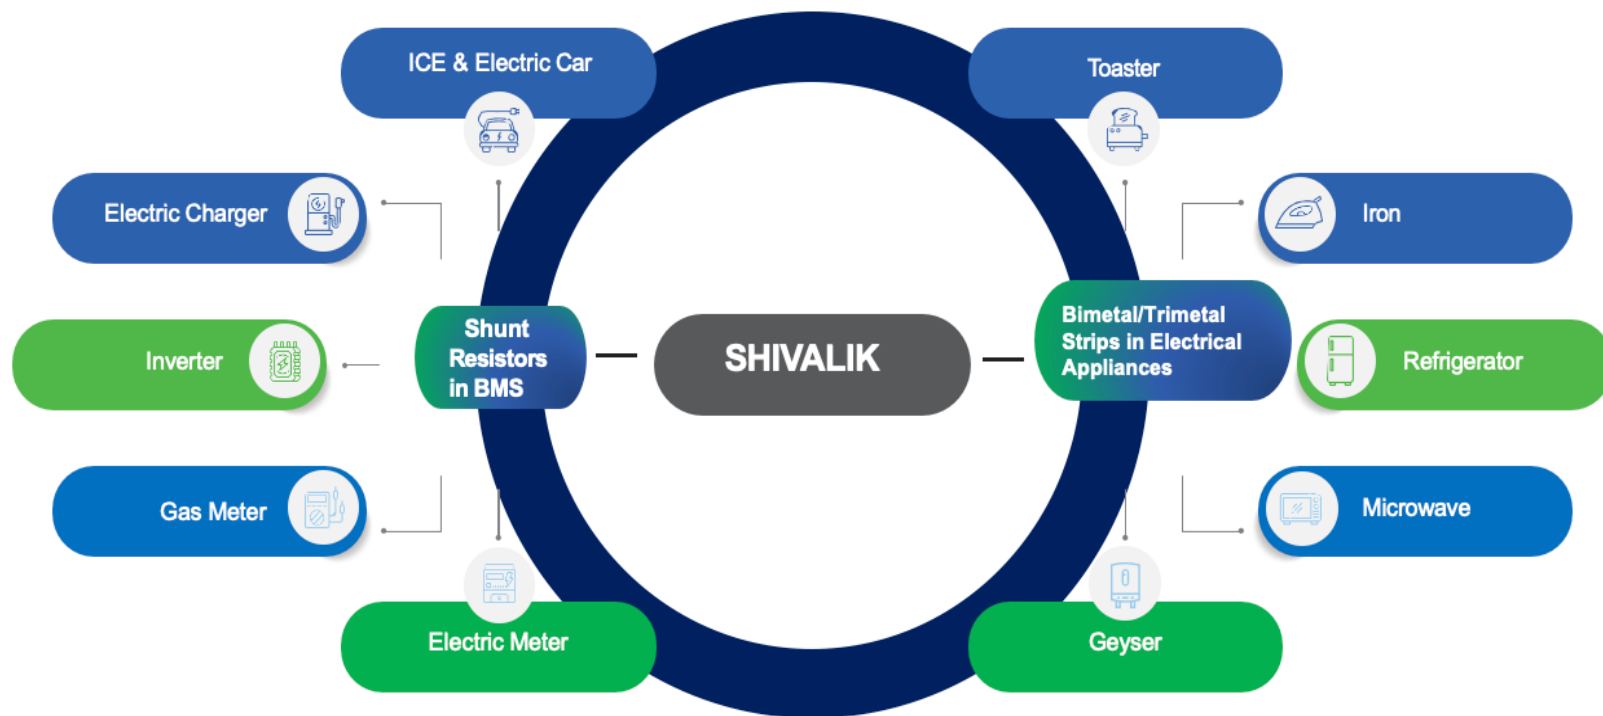 ICE & Electric Car
Toaster
Electric Charger
Iron
Shunt
Resistors
in BMS
SHIVALIK
Bimetal/Trimetal
Strips in Electrical
Appliances
Inverter
Refrigerator
Gas Meter
Microwave
Electric Meter
Geyser